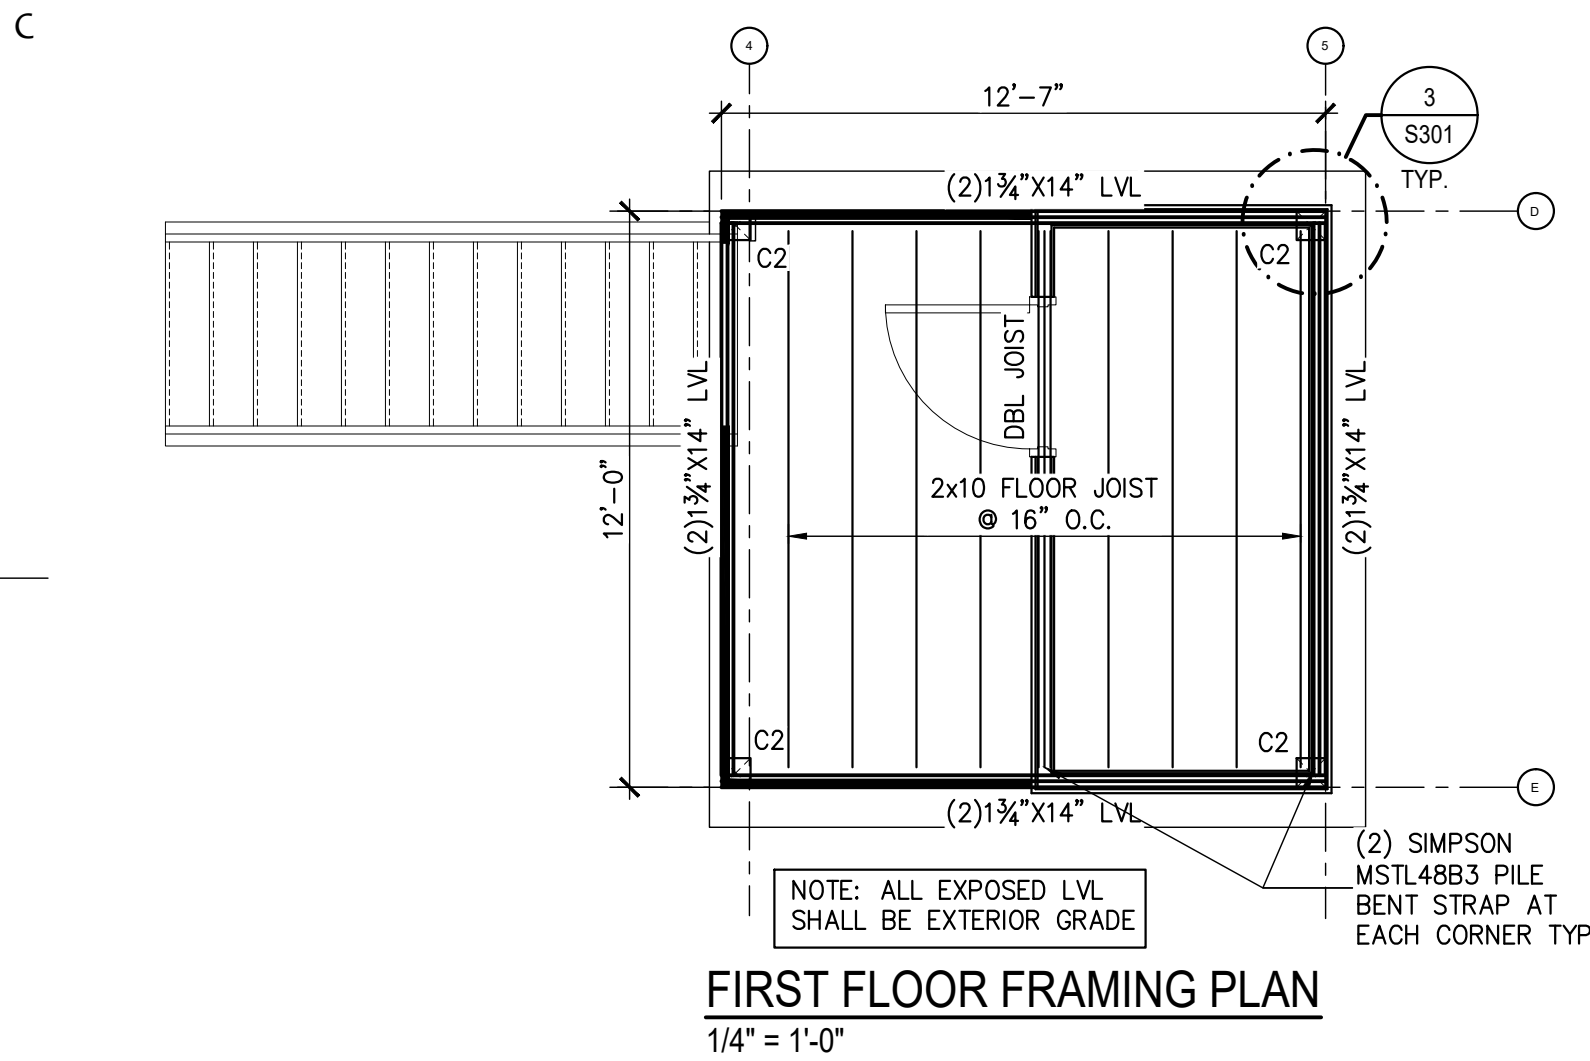 C
4
5
12'-7"
3
S301
TYP.
(2)1¾"X14" LVL
D
C2
C2
DBL JOIST
(2)1¾"X14" LVL
(2)1¾"X14" LVL
12'-0"
2x10 FLOOR JOIST
@ 16" O.C.
C2
C2
E
(2)1¾"X14" LVL
(2) SIMPSON
MSTL48B3 PILE
BENT STRAP AT
EACH CORNER TYP
NOTE: ALL EXPOSED LVL
SHALL BE EXTERIOR GRADE
FIRST FLOOR FRAMING PLAN
1/4" = 1'-0"